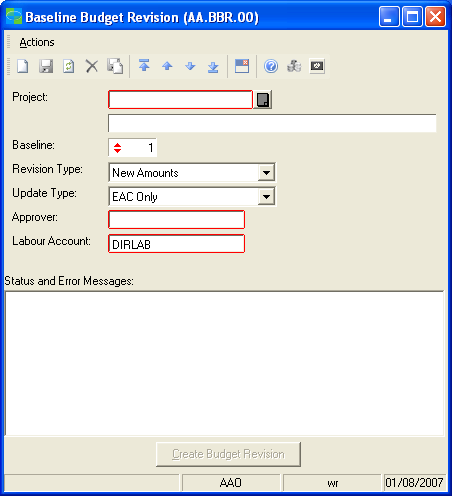 Baseline Budget Revision (AA.BBR.00)
Actions
Project:
Baseline: 1
Revision Type: New Amounts
Update Type: EAC Only
Approver:
Labour Account: DIRLAB
Status and Error Messages:
Create Budget Revision
AAO wr 01/08/2007